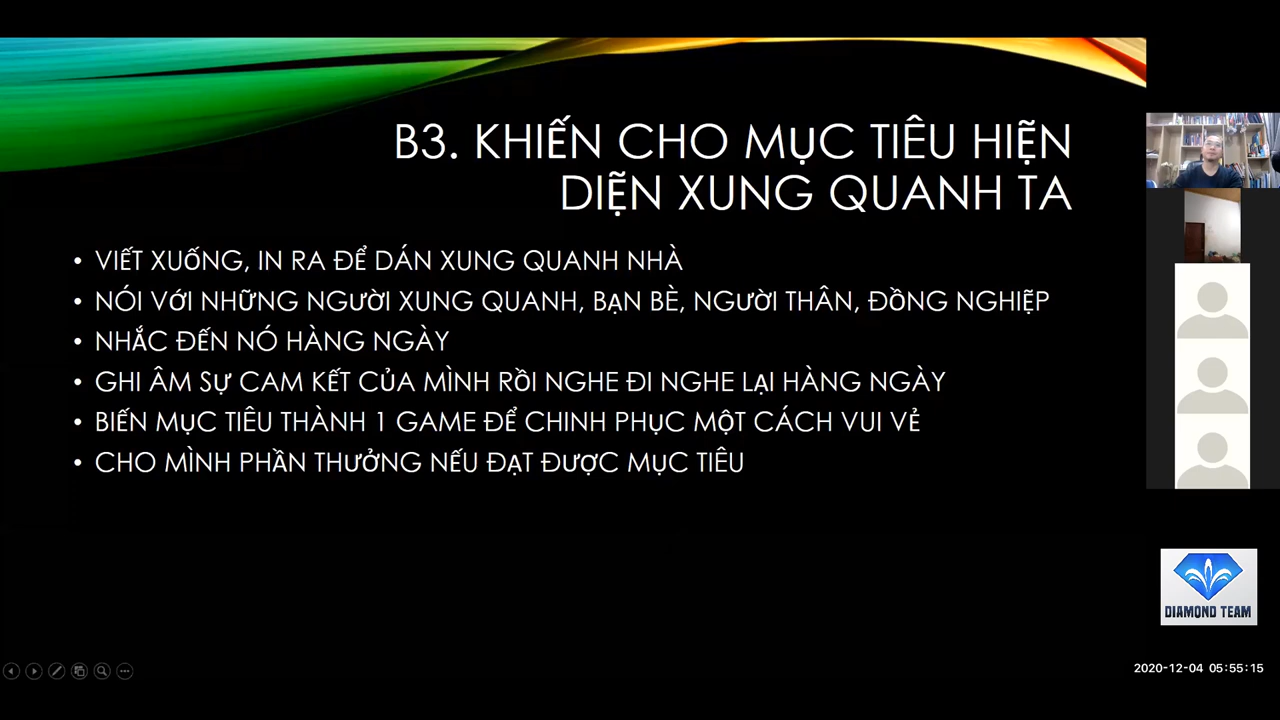 B3. KHIẾN CHO MỤC TIÊU HIỆN
DIỆN XUNG QUANH TA
• VIẾT XUỐNG, IN RA ĐỂ DÁN XUNG QUANH NHÀ
• NÓI VỚI NHỮNG NGƯỜI XUNG QUANH, BẠN BÈ, NGƯỜI THÂN, ĐỒNG NGHIỆP
• NHẮC ĐẾN NÓ HÀNG NGÀY
• GHI ÂM SỰ CAM KẾT CỦA MÌNH RỒI NGHE ĐI NGHE LẠI HÀNG NGÀY
• BIẾN MỤC TIÊU THÀNH 1 GAME ĐỂ CHINH PHỤC MỘT CÁCH VUI VẺ
• CHO MÌNH PHẦN THƯỞNG NẾU ĐẠT ĐƯỢC MỤC TIÊU
DIAMOND TEAM
2020-12-04 05:55:15